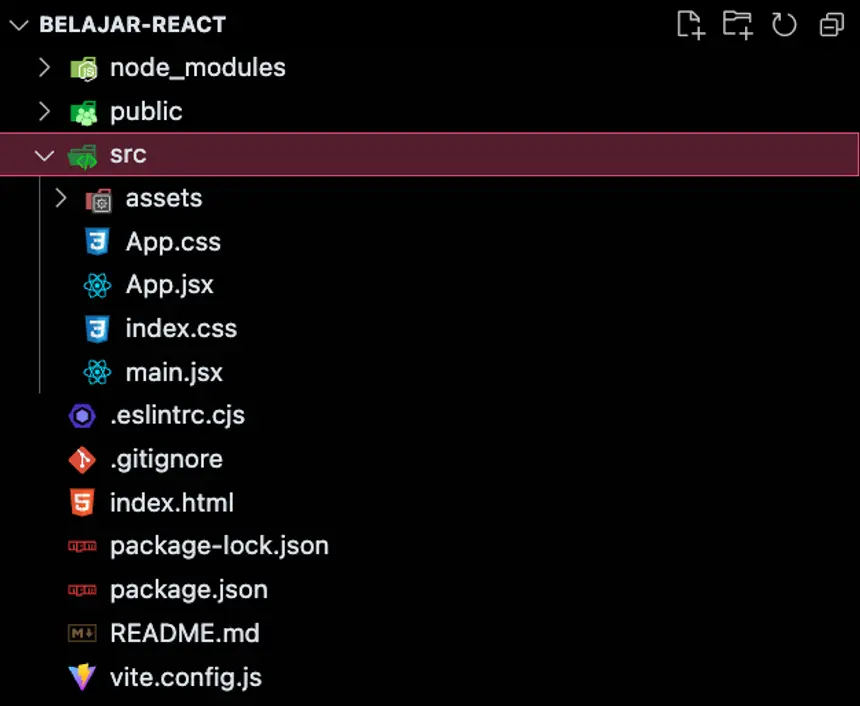 BELAJAR-REACT
node_modules
public
src
assets
App.css
App.jsx
index.css
main.jsx
.eslintrc.cjs
.gitignore
index.html
package-lock.json
package.json
README.md
vite.config.js